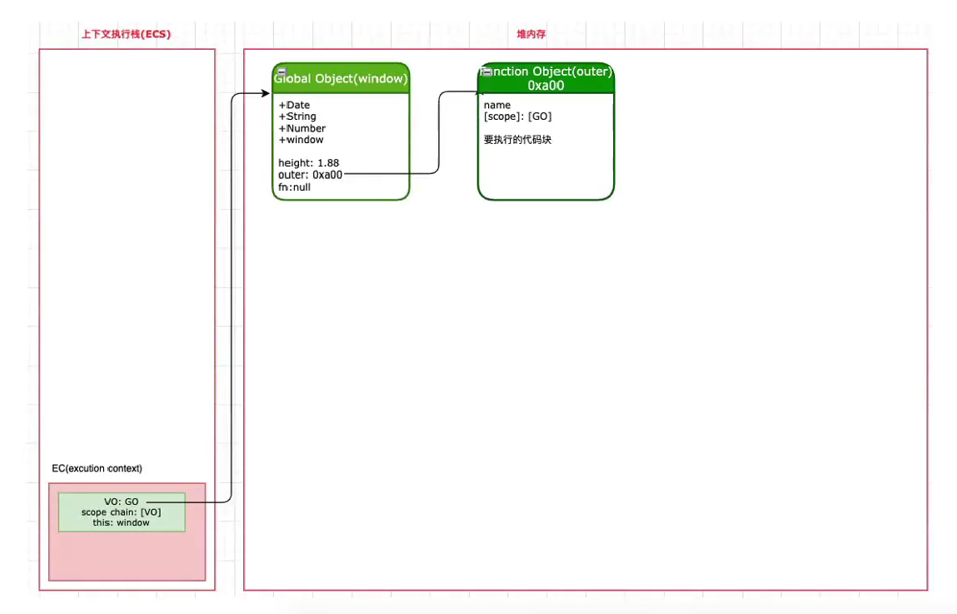 上下文执行栈(ECS)
堆内存
Global Object(window)
+Date
+String
+Number
+window
height: 1.88
outer: 0xa00
fn:null
nction Object(outer)
0xa00
name
[scope]: [GO]
要执行的代码块
EC(excution context)
VO: GO
scope chain: [VO]
this: window